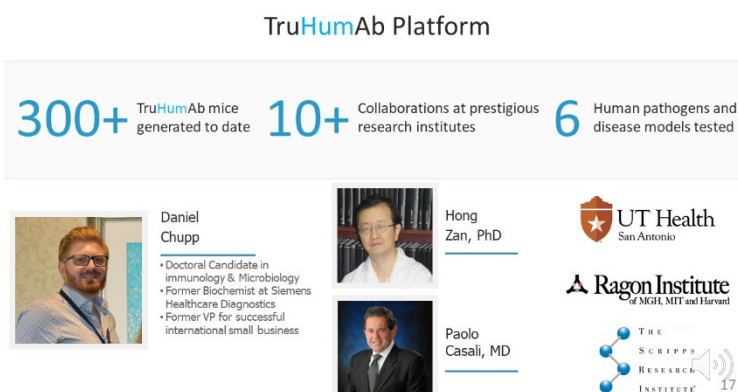 TruHumAb Platform
300+
TruHumAb mice
generated to date
10+
Collaborations at prestigious
research institutes
6
Human pathogens and
disease models tested
Daniel
Chupp
• Doctoral Candidate in
Immunology & Microbiology
• Former Biochemist at Siemens
Healthcare Diagnostics
• Former VP for successful
international small business
Hong
Zan, PhD
Paolo
Casali, MD
UT Health
San Antonio
Ragon Institute
of MGH, MIT and Harvard
THE
SCRIPPS
RESEARCH
INSTITUTE
17